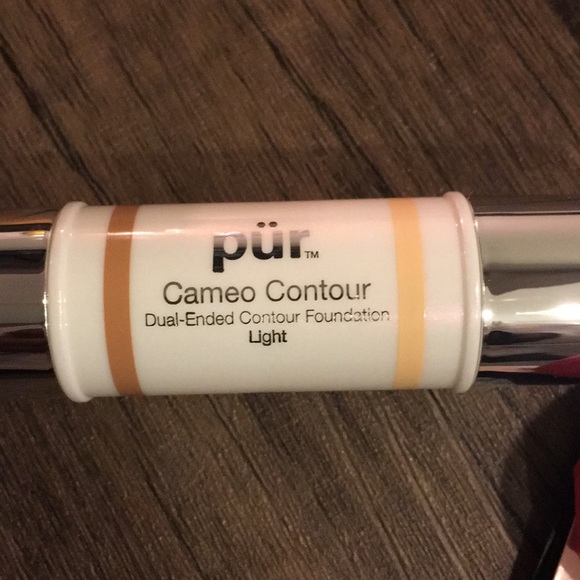 pür™
Cameo Contour
Dual-Ended Contour Foundation
Light